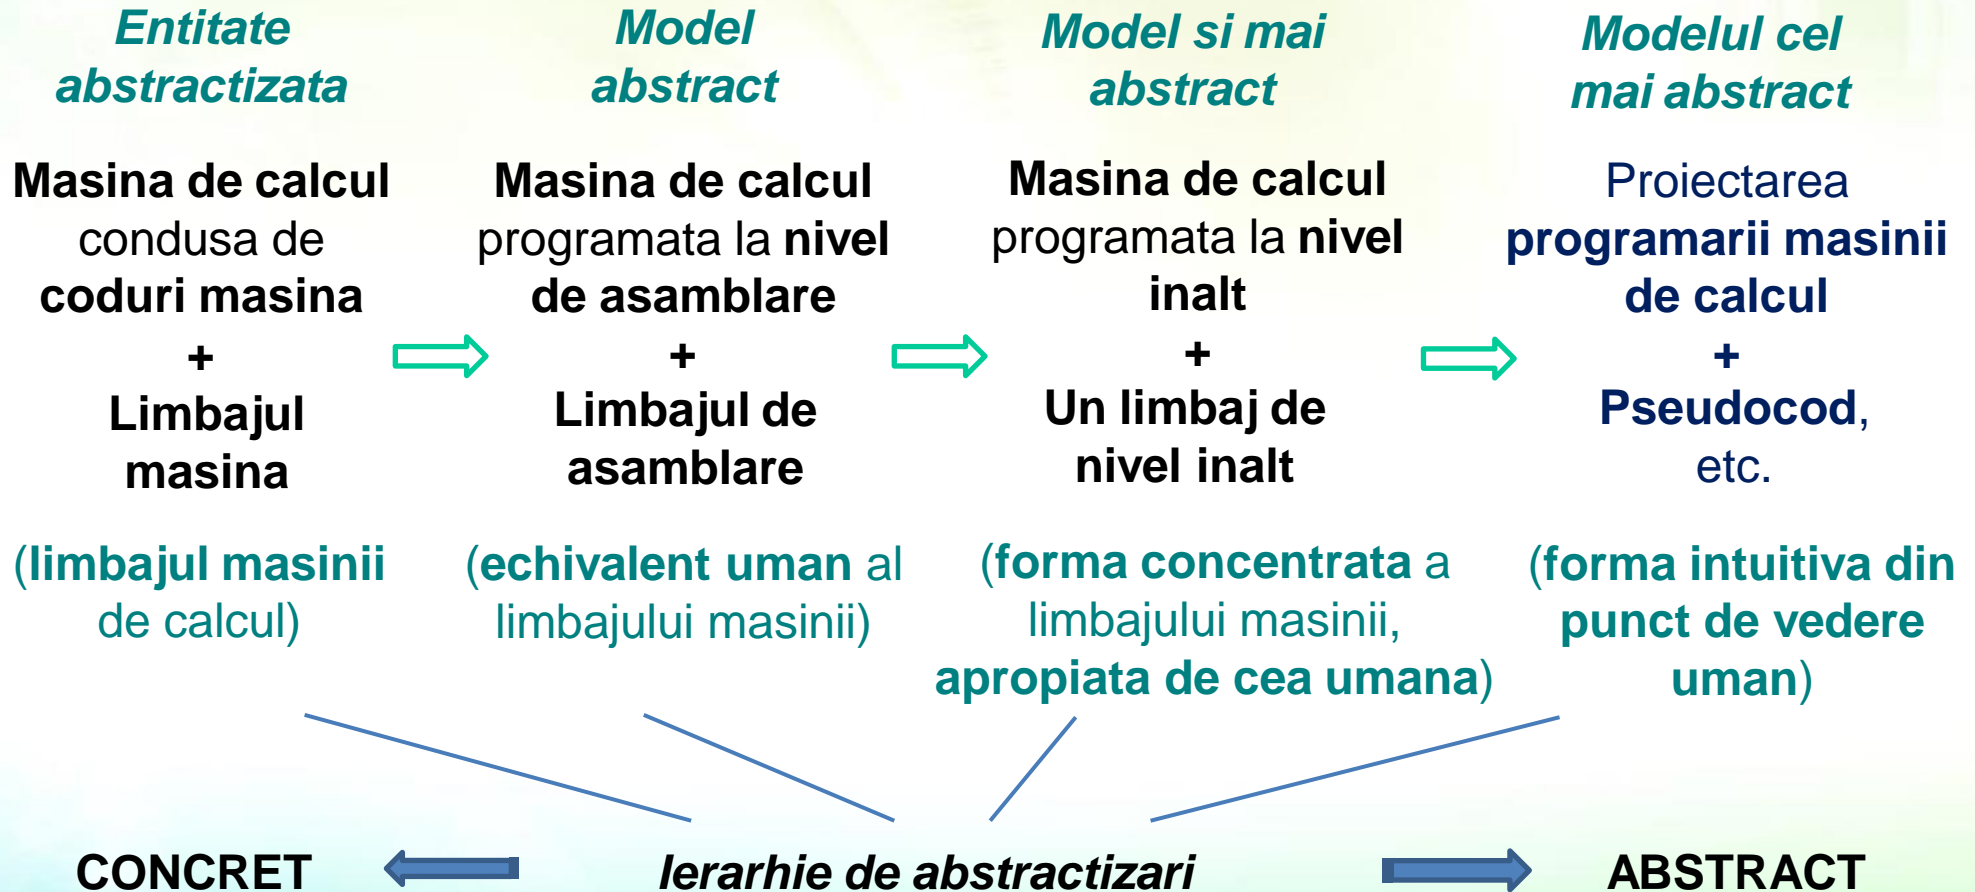 Entitate
abstractizata
Model
abstract
Model si mai
abstract
Modelul cel
mai abstract
Masina de calcul
condusa de
coduri masina
+
Limbajul
masina
Masina de calcul
programata la nivel
de asamblare
+
Limbajul de
asamblare
Masina de calcul
programata la nivel
inalt
+
Un limbaj de
nivel inalt
Proiectarea
programarii masinii
de calcul
+
Pseudocod,
etc.
(limbajul masinii
de calcul)
(echivalent uman al
limbajului masinii)
(forma concentrata a
limbajului masinii,
apropiata de cea umana)
(forma intuitiva din
punct de vedere
uman)
CONCRET
Ierarhie de abstractizari
ABSTRACT